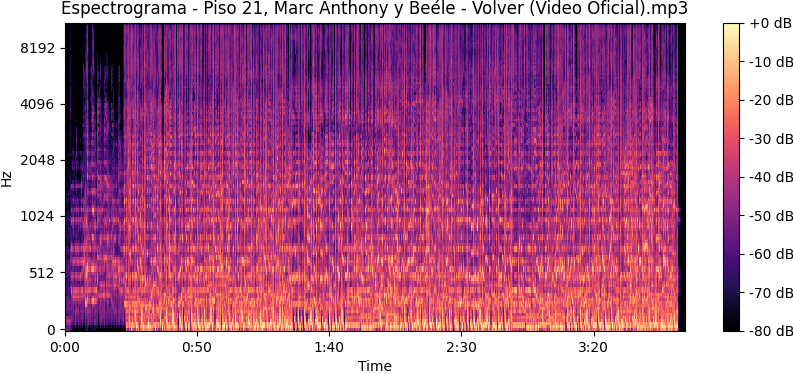 Espectrograma - Piso 21, Marc Anthony y Beéle - Volver (Video Oficial).mp3
8192
4096
2048
1024
512
0
Hz
0:00
0:50
1:40
2:30
3:20
Time
+0 dB
-10 dB
-20 dB
-30 dB
-40 dB
-50 dB
-60 dB
-70 dB
-80 dB